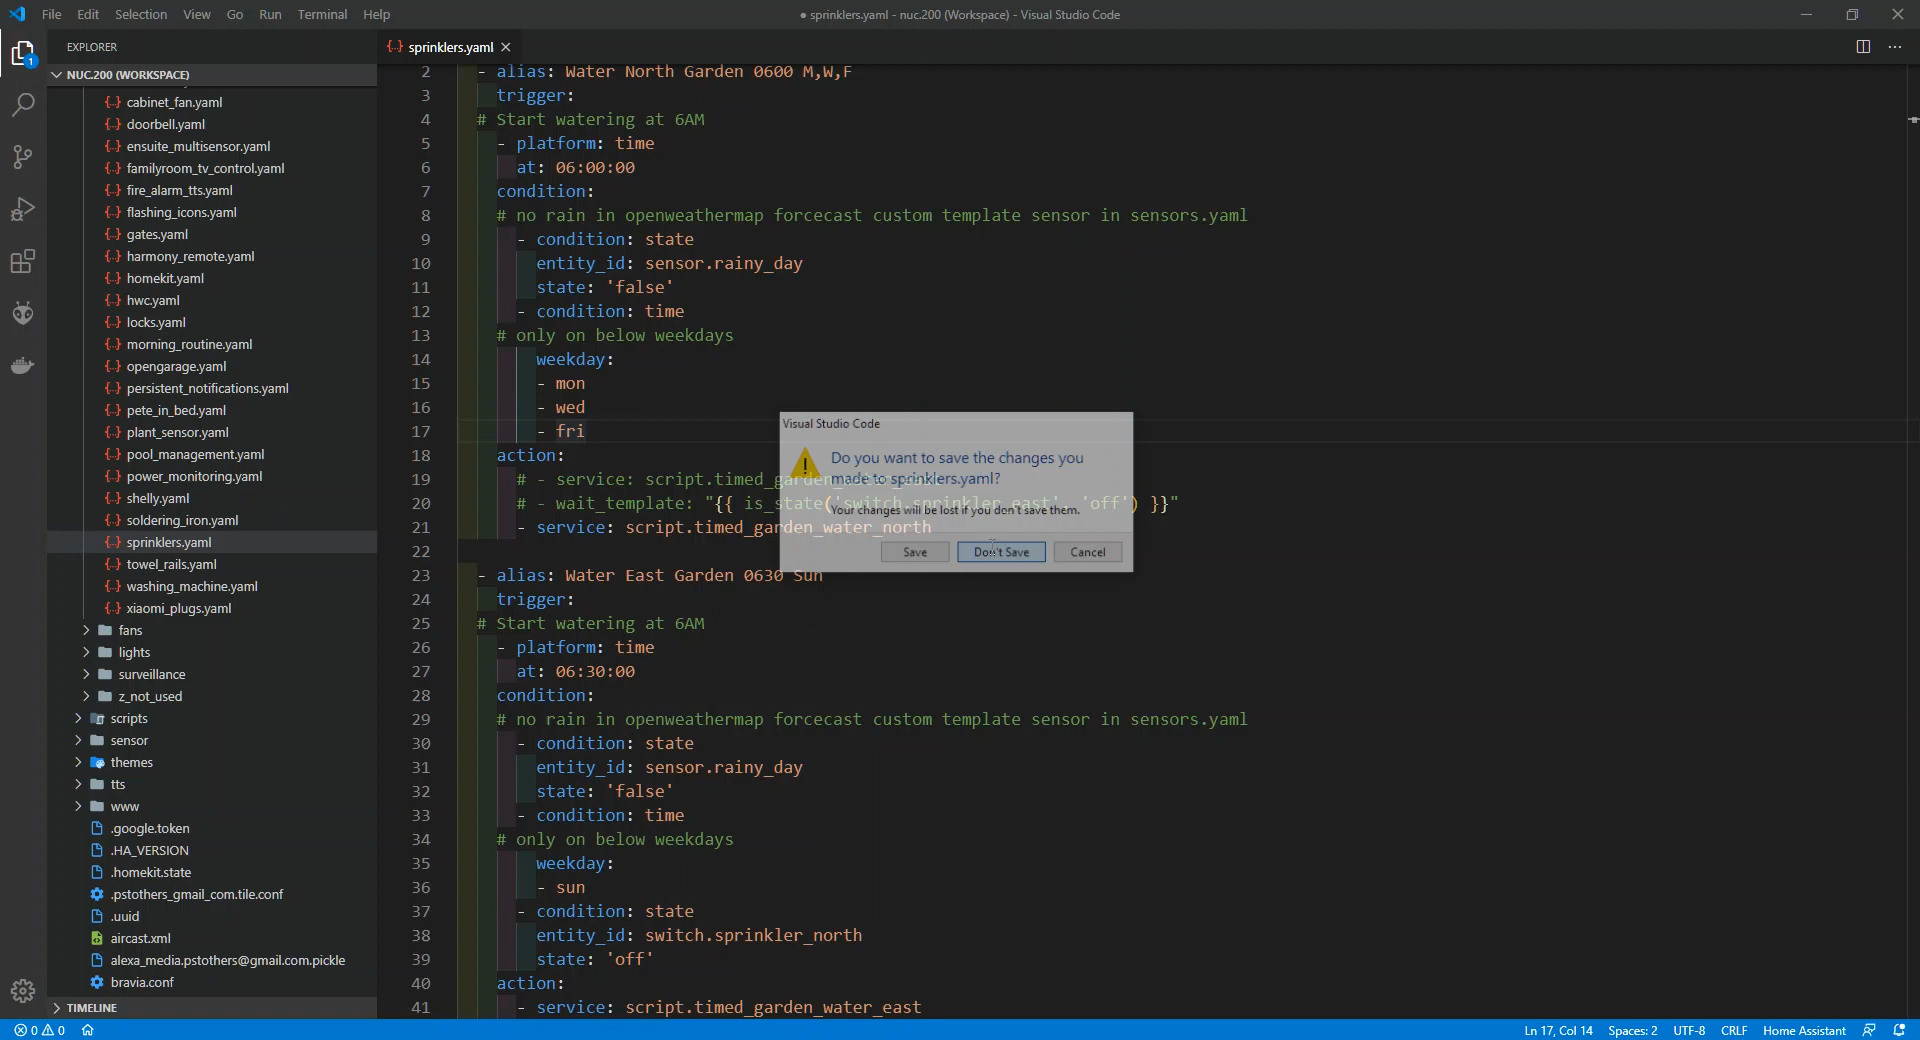 File Edit Selection View Go Run Terminal Help
● sprinklers.yaml - nuc.200 (Workspace) - Visual Studio Code
EXPLORER
1
NUC.200 (WORKSPACE)
cabinet_fan.yaml
doorbell.yaml
ensuite_multisensor.yaml
familyroom_tv_control.yaml
fire_alarm_tts.yaml
flashing_icons.yaml
gates.yaml
harmony_remote.yaml
homekit.yaml
hwc.yaml
locks.yaml
morning_routine.yaml
opengarage.yaml
persistent_notifications.yaml
pete_in_bed.yaml
plant_sensor.yaml
pool_management.yaml
power_monitoring.yaml
shelly.yaml
soldering_iron.yaml
sprinklers.yaml
towel_rails.yaml
washing_machine.yaml
xiaomi_plugs.yaml
fans
lights
surveillance
z_not_used
scripts
sensor
themes
tts
www
.google.token
.HA_VERSION
.homekit.state
.pstothers_gmail_com.tile.conf
.uuid
aircast.xml
alexa_media.pstothers@gmail.com.pickle
bravia.conf
TIMELINE
{..} sprinklers.yaml
2 - alias: Water North Garden 0600 M,W,F
3 trigger:
4 # Start watering at 6AM
5 - platform: time
6 at: 06:00:00
7 condition:
8 # no rain in openweathermap forcecast custom template sensor in sensors.yaml
9 - condition: state
10 entity_id: sensor.rainy_day
11 state: 'false'
12 - condition: time
13 # only on below weekdays
14 weekday:
15 - mon
16 - wed
17 - fri
18 action:
19 # - service: script.timed_garden
20 # - wait_template: "{{ is_state('switch.sprinkler_east', 'off') }}"
21 - service: script.timed_garden_water_north
22
23 - alias: Water East Garden 0630 Sun
24 trigger:
25 # Start watering at 6AM
26 - platform: time
27 at: 06:30:00
28 condition:
29 # no rain in openweathermap forcecast custom template sensor in sensors.yaml
30 - condition: state
31 entity_id: sensor.rainy_day
32 state: 'false'
33 - condition: time
34 # only on below weekdays
35 weekday:
36 - sun
37 - condition: state
38 entity_id: switch.sprinkler_north
39 state: 'off'
40 action:
41 - service: script.timed_garden_water_east
Visual Studio Code
Do you want to save the changes you
made to sprinklers.yaml?
Your changes will be lost if you don't save them.
Save Don't Save Cancel
0 0
Ln 17, Col 14 Spaces: 2 UTF-8 CRLF Home Assistant